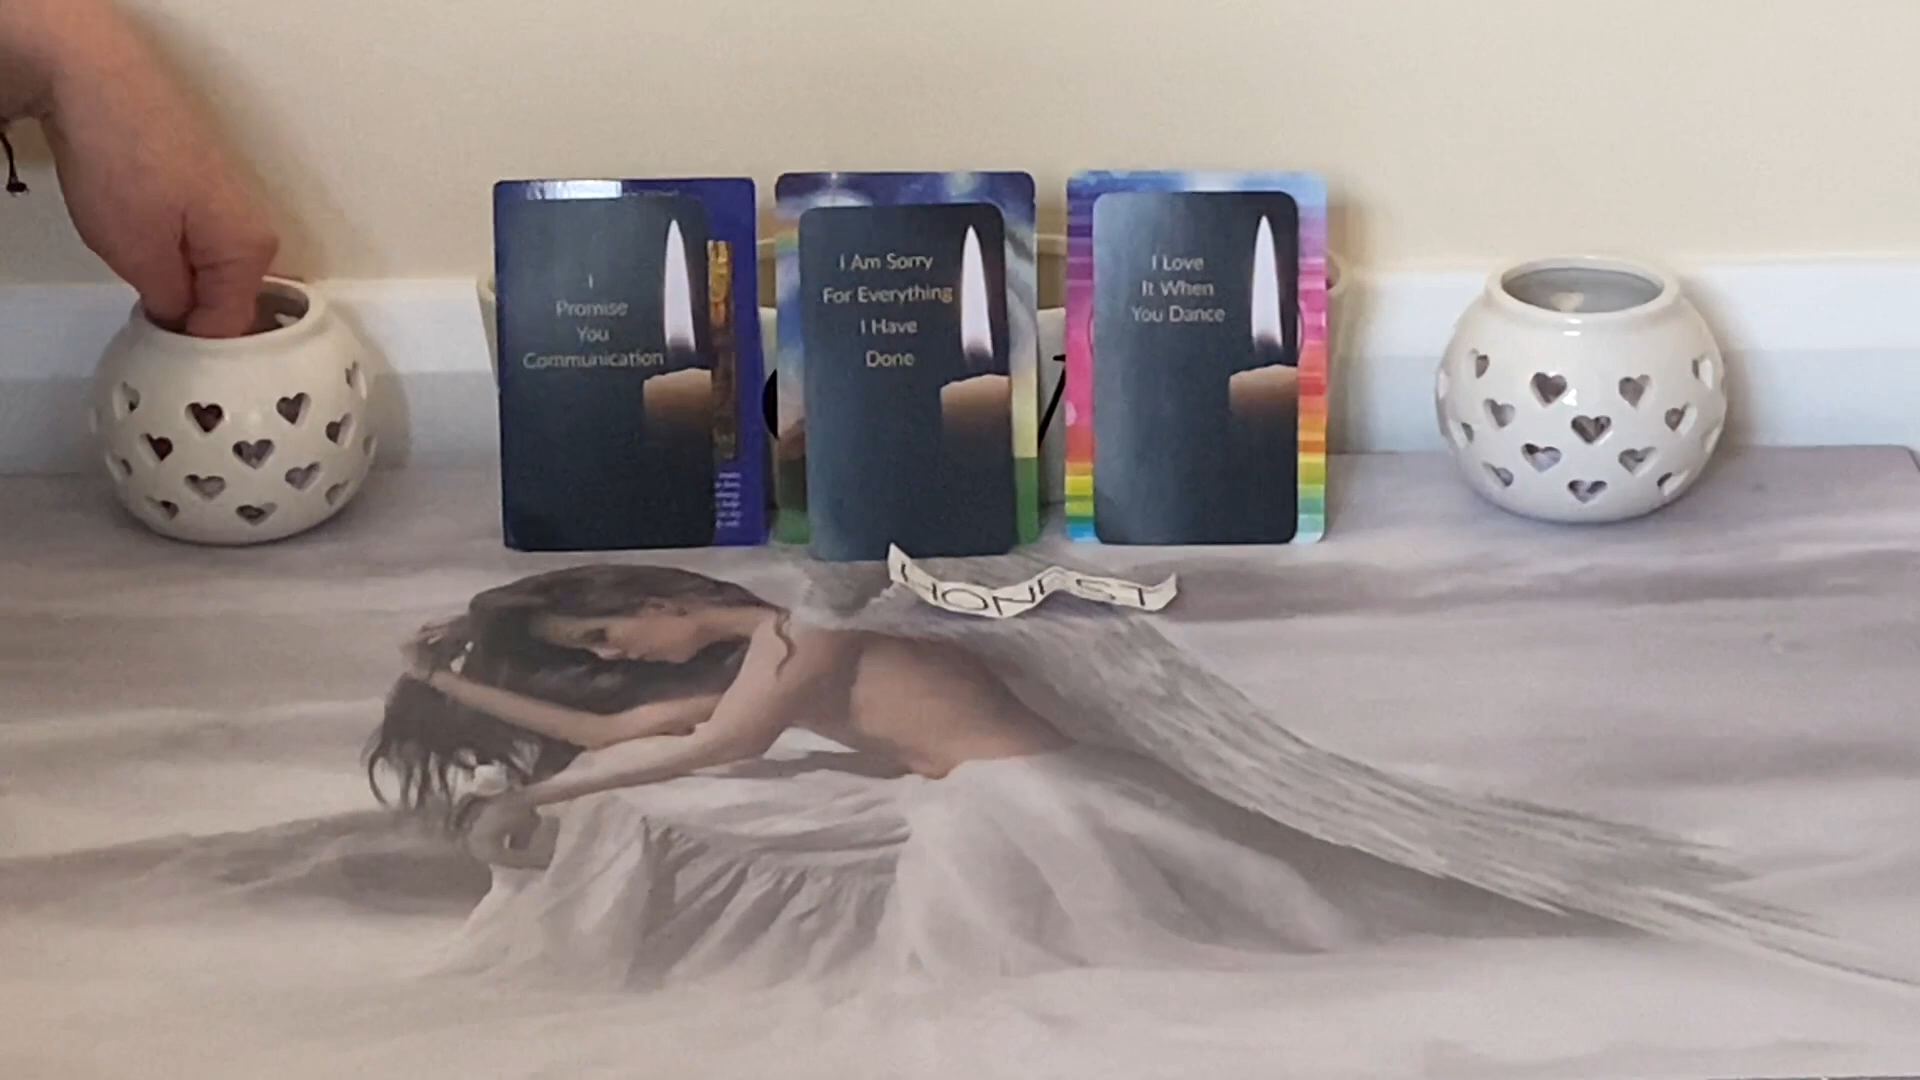 I
Promise
You
Communication
I Am Sorry
For Everything
I Have
Done
I Love
It When
You Dance
HONEST